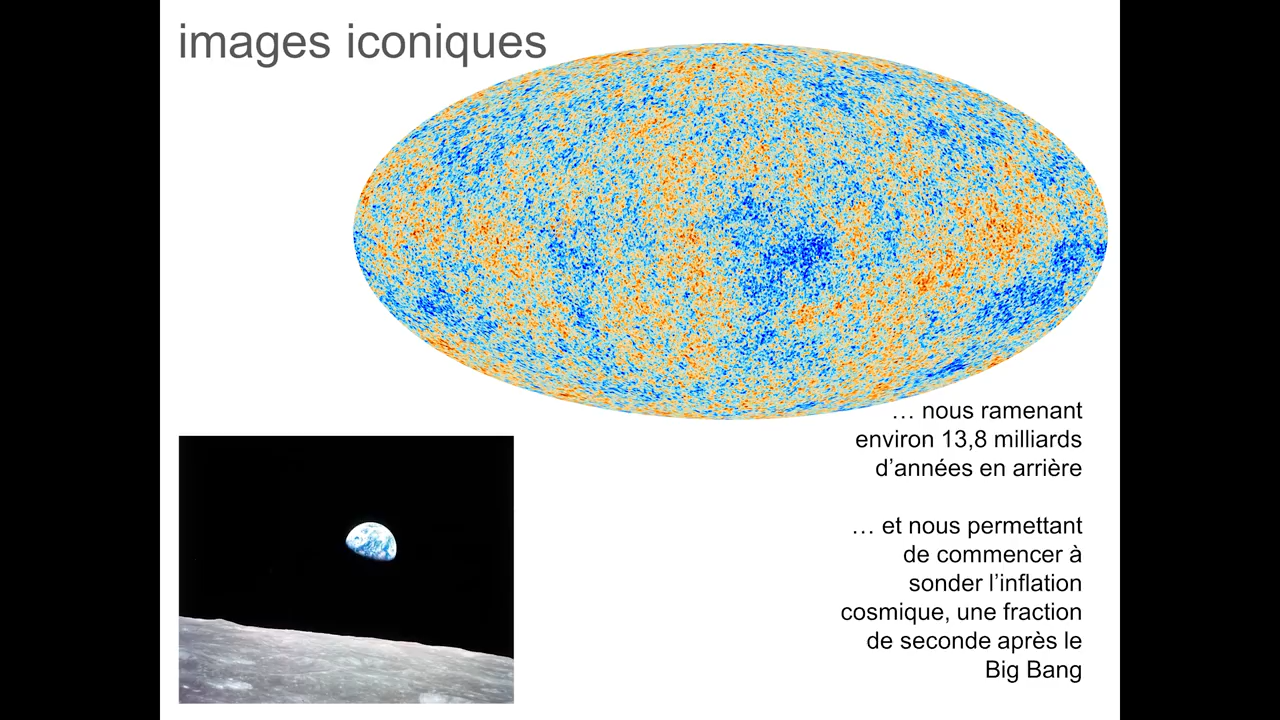 images iconiques
… nous ramenant
environ 13,8 milliards
d’années en arrière
… et nous permettant
de commencer à
sonder l’inflation
cosmique, une fraction
de seconde après le
Big Bang